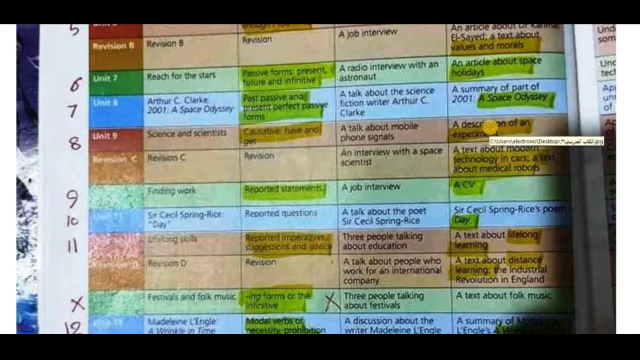 5
enough / too
An article about Dr Rahmah
El-Sayed; a text about
values and morals
Revision B Revision B Revision A job interview
6 Unit 7 Reach for the stars Passive forms: present, future and infinitive A radio interview with an astronaut An article about space holidays
7 Unit 8 Arthur C. Clarke: 2001: A Space Odyssey Past passive and present perfect passive forms A talk about the science fiction writer Arthur C. Clarke A summary of part of 2001: A Space Odyssey
8 Unit 9 Science and scientists Causative: have and get A talk about mobile phone signals A description of an experiment
Revision C Revision C An interview with a space scientist A text about modern technology in cars; a text about medical robots
9 Finding work Reported statements A job interview A CV
10 Sir Cecil Spring-Rice: "Day" Reported questions A talk about the poet Sir Cecil Spring-Rice Sir Cecil Spring-Rice's poem Day
11 Lifelong skills Reported imperatives, suggestions and advice Three people talking about education A text about lifelong learning
Revision D Revision D Revision A talk about people who work for an international company A text about distance learning; the Industrial Revolution in England
X Festivals and folk music -ing forms or the infinitive X Three people talking about festivals A text about folk music
12 Madeleine L'Engle: A Wrinkle in Time Modal verbs of necessity, prohibition A discussion about the writer Madeleine L'Engle A summary of Madeleine L'Engle's A Wrinkle in